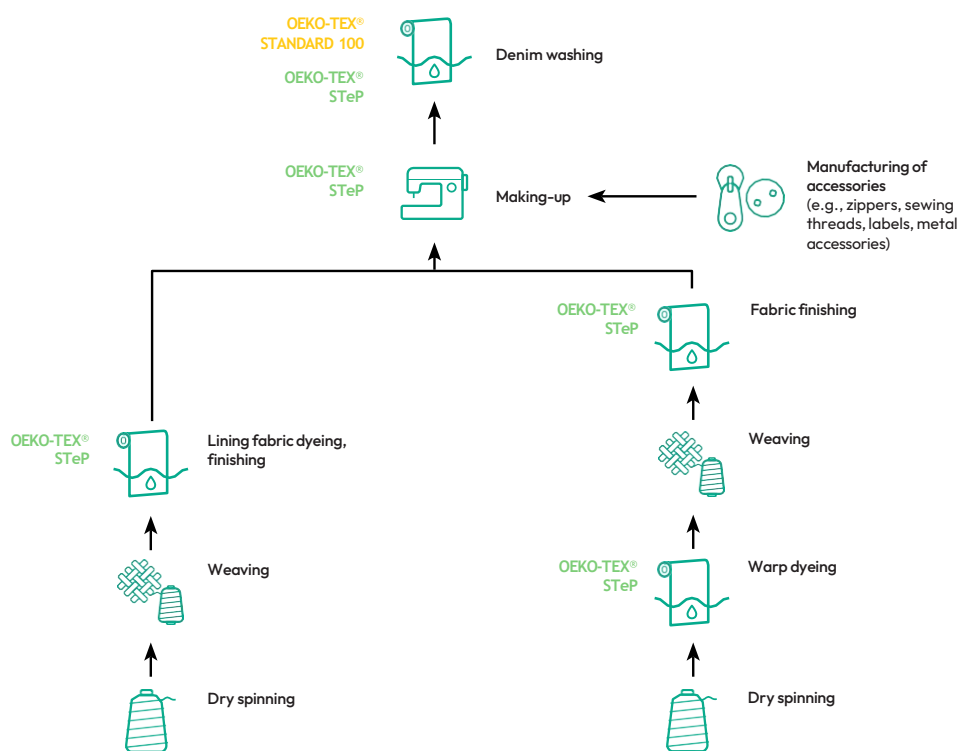 OEKO-TEX®
STANDARD 100
Denim washing
OEKO-TEX®
STeP
OEKO-TEX®
STeP
Making-up
Manufacturing of
accessories
(e.g., zippers, sewing
threads, labels, metal
accessories)
OEKO-TEX®
STeP
Fabric finishing
OEKO-TEX®
STeP
Lining fabric dyeing,
finishing
Weaving
Weaving
OEKO-TEX®
STeP
Warp dyeing
Dry spinning
Dry spinning